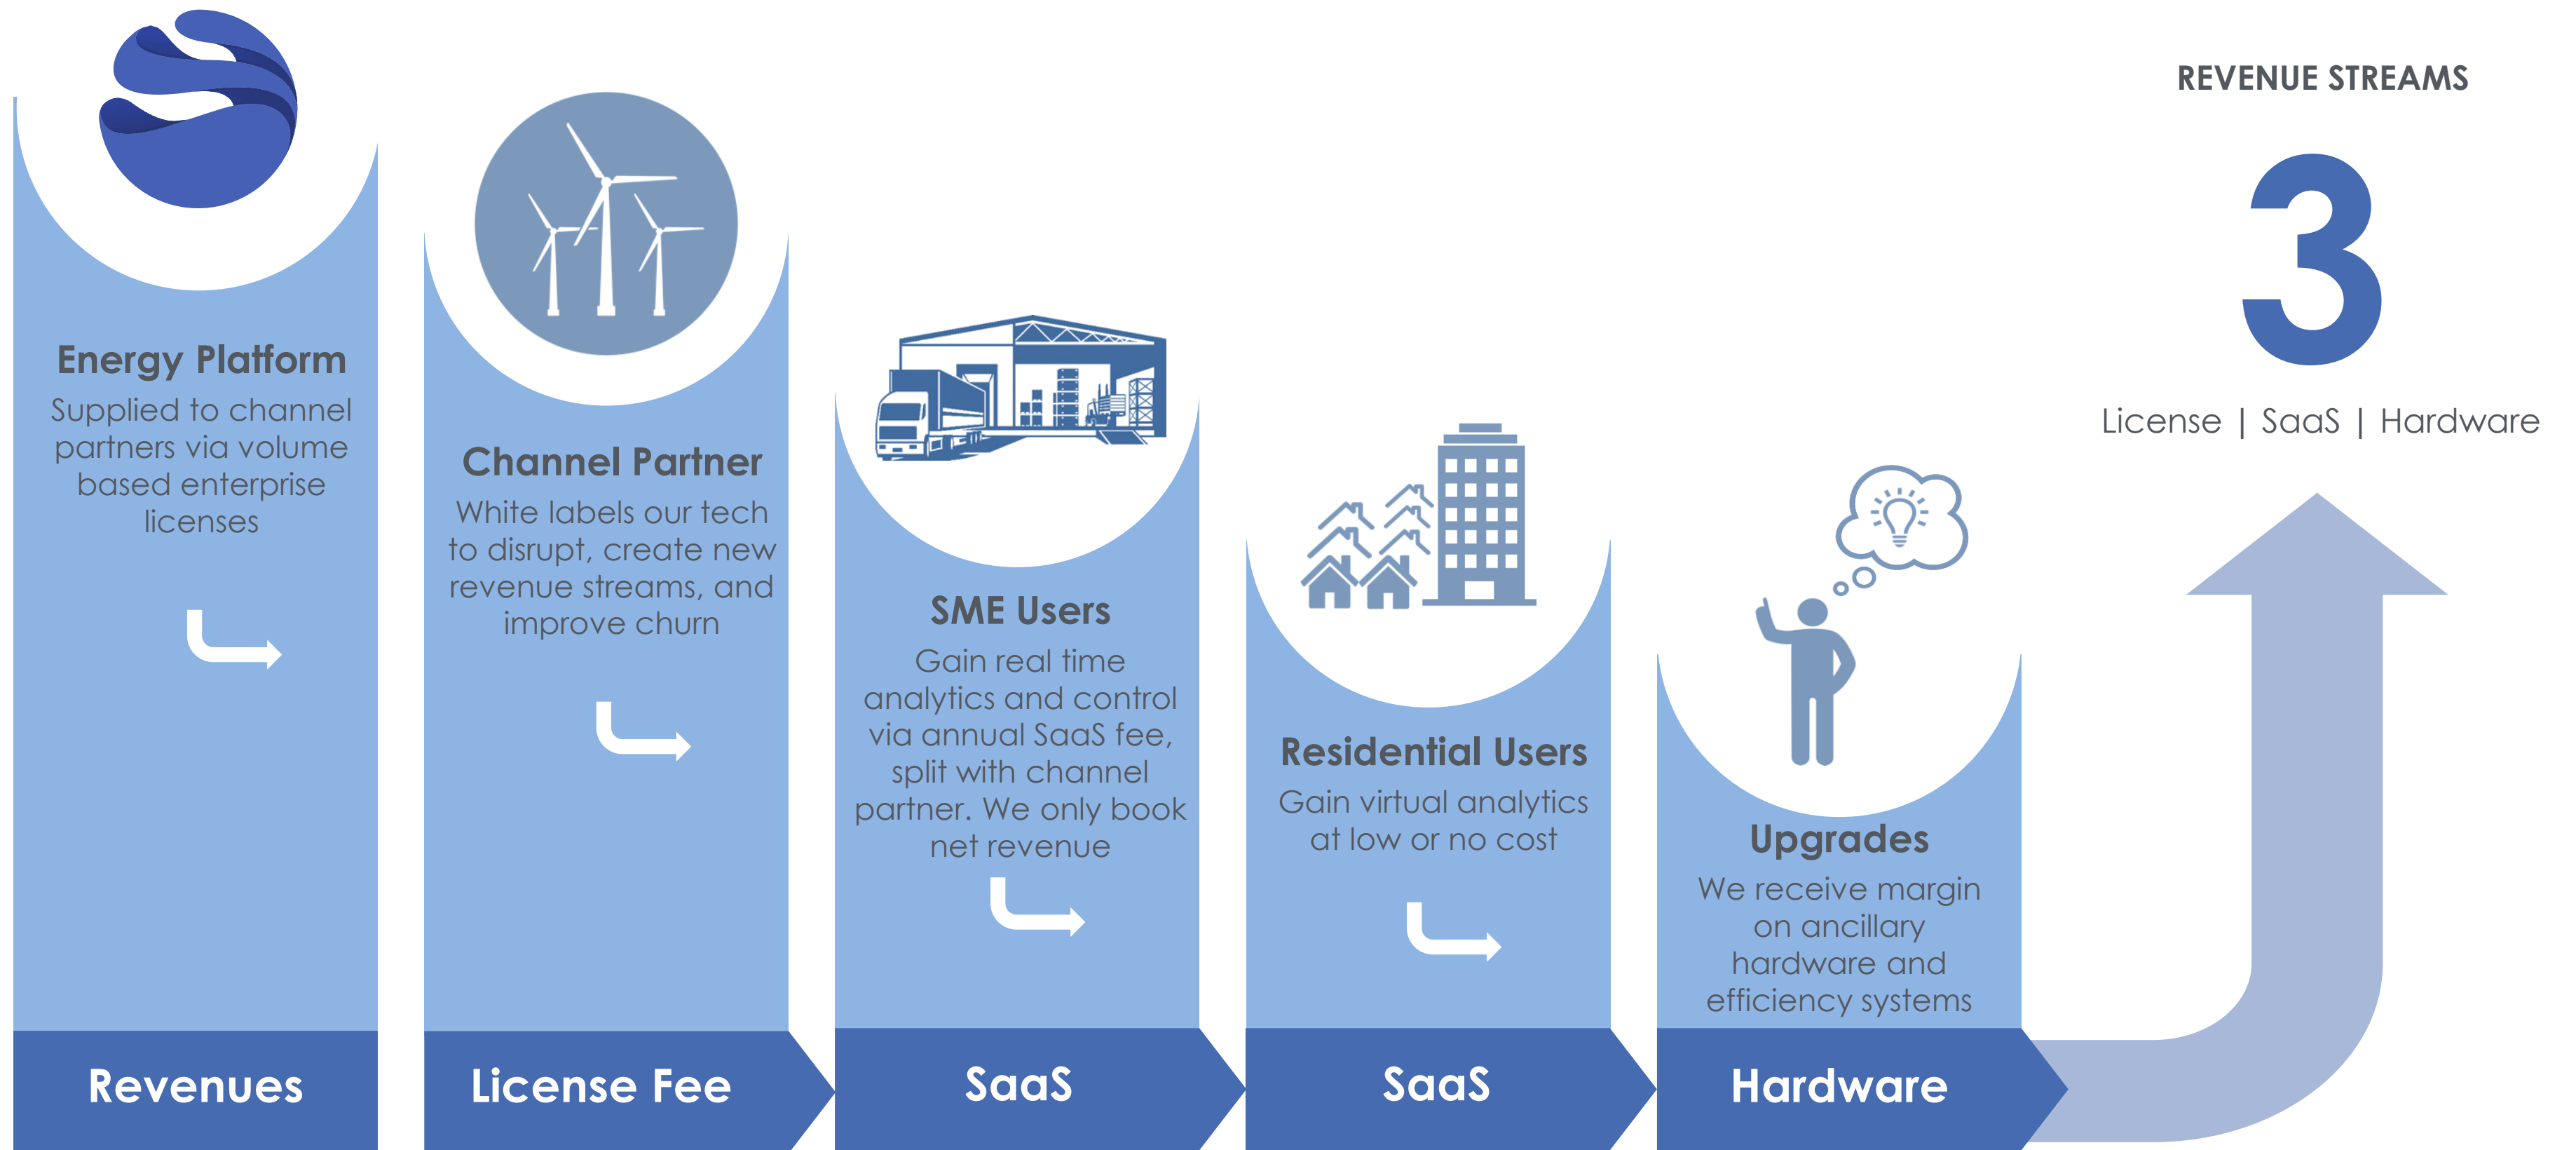 REVENUE STREAMS
3
License | SaaS | Hardware
Energy Platform
Supplied to channel
partners via volume
based enterprise
licenses
Revenues
Channel Partner
White labels our tech
to disrupt, create new
revenue streams, and
improve churn
License Fee
SME Users
Gain real time
analytics and control
via annual SaaS fee,
split with channel
partner. We only book
net revenue
SaaS
Residential Users
Gain virtual analytics
at low or no cost
SaaS
Upgrades
We receive margin
on ancillary
hardware and
efficiency systems
Hardware